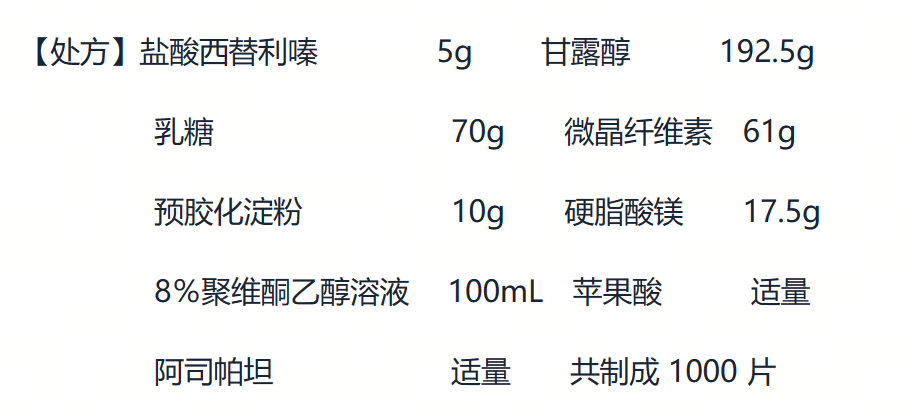 【处方】盐酸西替利嗪 5g 甘露醇 192.5g
乳糖 70g 微晶纤维素 61g
预胶化淀粉 10g 硬脂酸镁 17.5g
8%聚维酮乙醇溶液 100mL 苹果酸 适量
阿司帕坦 适量 共制成 1000 片